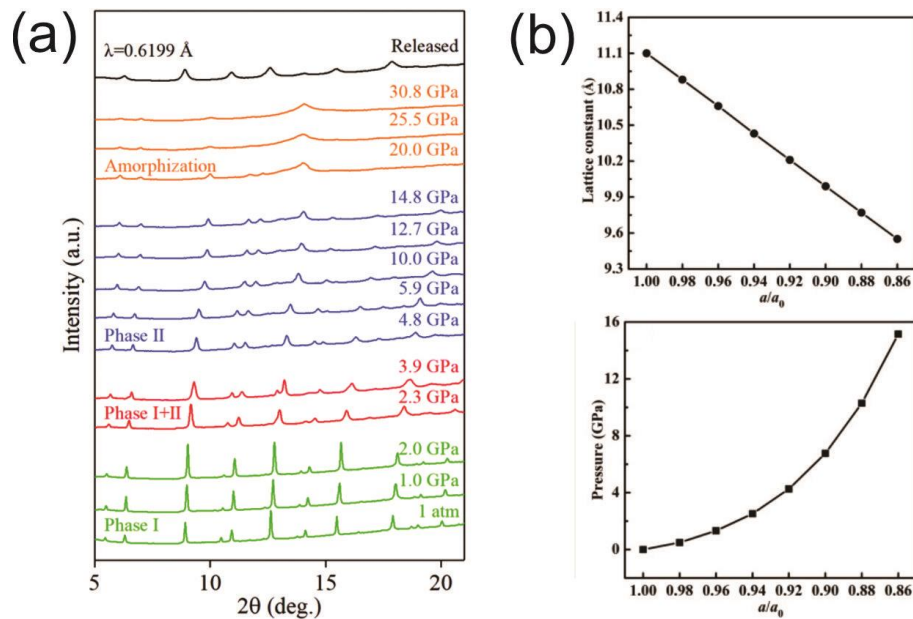 (a)
λ=0.6199 Å
Released
30.8 GPa
25.5 GPa
20.0 GPa
Amorphization
14.8 GPa
12.7 GPa
10.0 GPa
5.9 GPa
4.8 GPa
Phase II
3.9 GPa
2.3 GPa
Phase I+II
2.0 GPa
1.0 GPa
1 atm
Phase I
Intensity (a.u.)
5 10 15 20
2θ (deg.)
(b)
Lattice constant (Å)
11.1
10.8
10.5
10.2
9.9
9.6
9.3
1.00 0.98 0.96 0.94 0.92 0.90 0.88 0.86
a/a0
Pressure (GPa)
16
12
8
4
0
1.00 0.98 0.96 0.94 0.92 0.90 0.88 0.86
a/a0